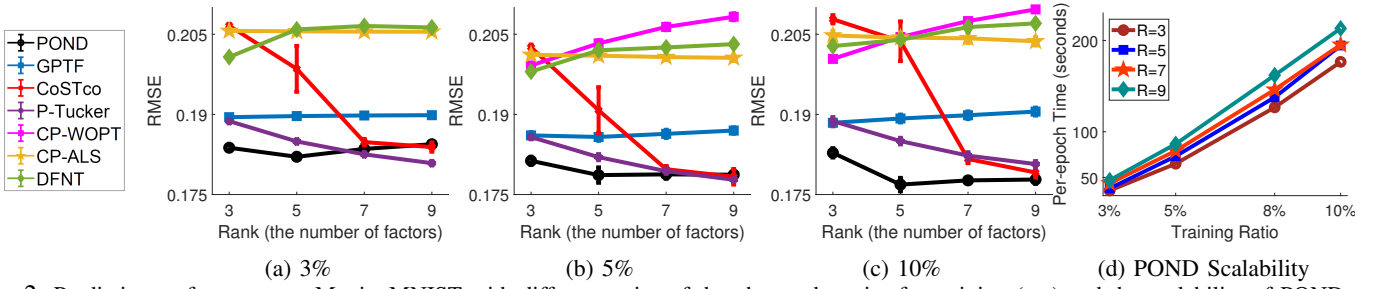 POND
GPTF
CoSTco
P-Tucker
CP-WOPT
CP-ALS
DFNT
RMSE
0.205
0.19
0.175
3 5 7 9
Rank (the number of factors)
(a) 3%
RMSE
0.205
0.19
0.175
3 5 7 9
Rank (the number of factors)
(b) 5%
RMSE
0.205
0.19
0.175
3 5 7 9
Rank (the number of factors)
(c) 10%
Per-epoch Time (seconds)
200
100
50
R=3
R=5
R=7
R=9
3% 5% 8% 10%
Training Ratio
(d) POND Scalability